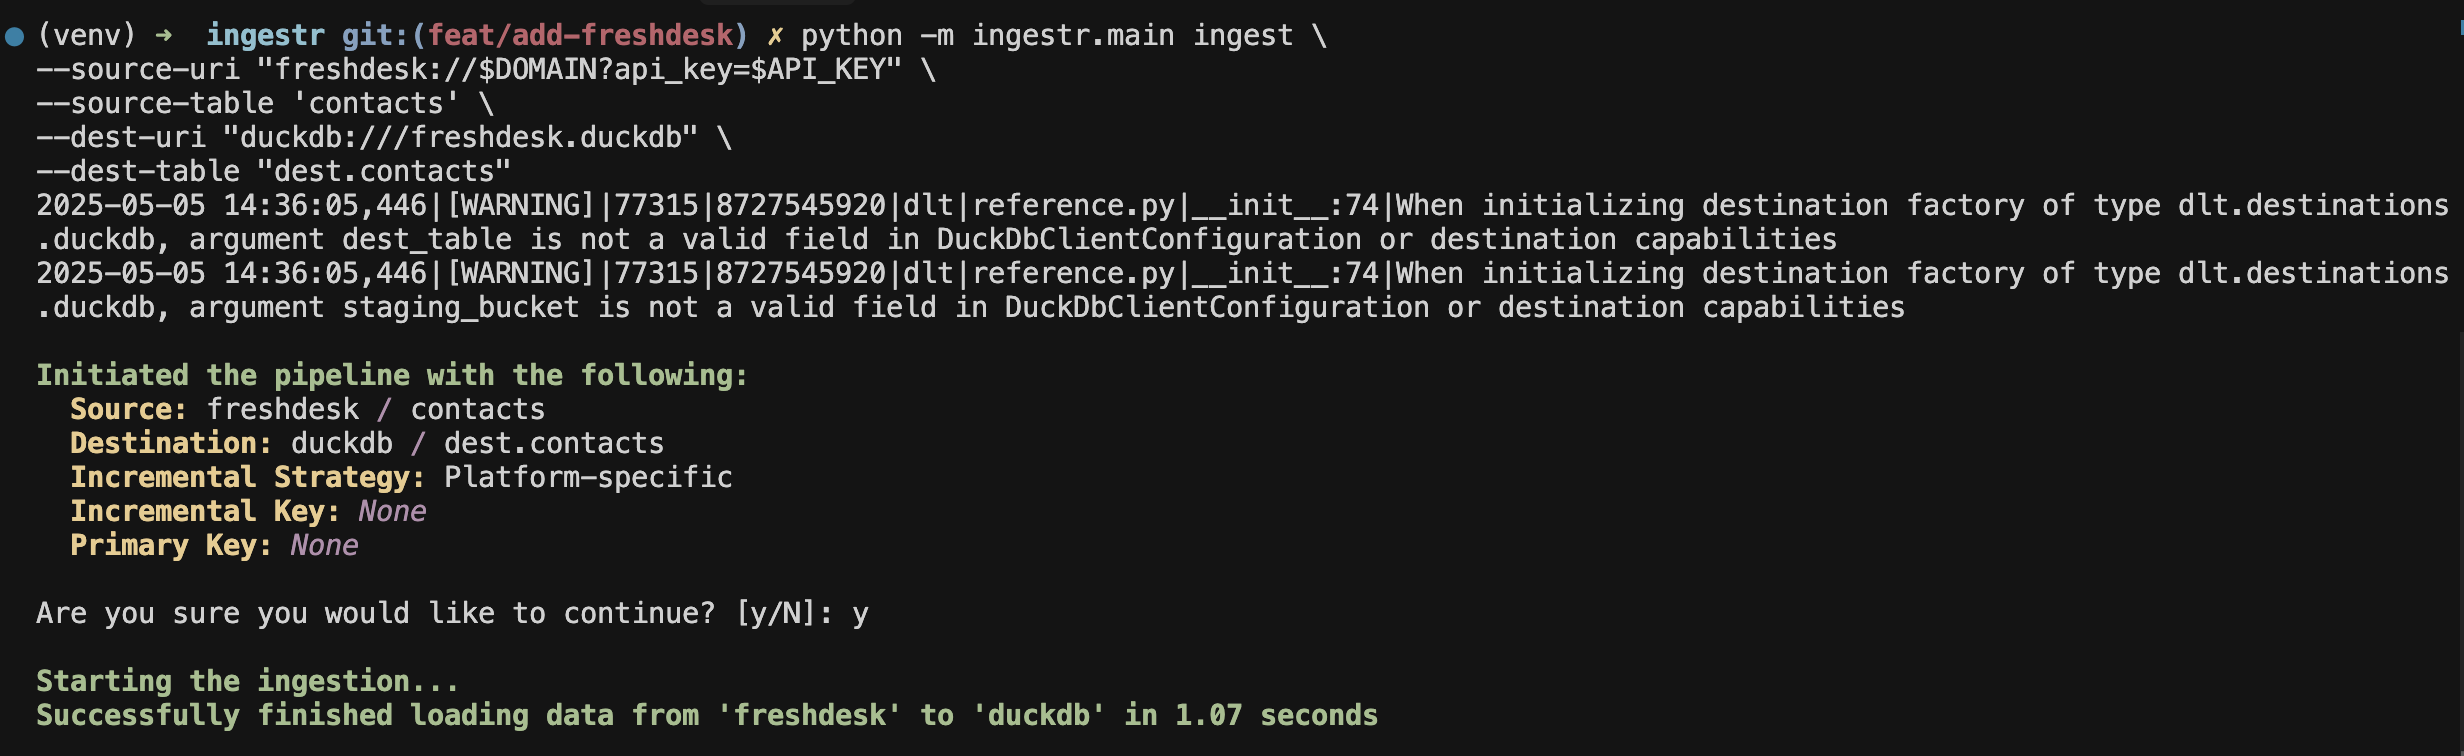 (venv) ➜ ingestr git:(feat/add-freshdesk) ✗ python -m ingestr.main ingest \
--source-uri "freshdesk://$DOMAIN?api_key=$API_KEY" \
--source-table 'contacts' \
--dest-uri "duckdb:///freshdesk.duckdb" \
--dest-table "dest.contacts"
2025-05-05 14:36:05,446|[WARNING]|77315|8727545920|dlt|reference.py|__init__:74|When initializing destination factory of type dlt.destinations
.duckdb, argument dest_table is not a valid field in DuckDbClientConfiguration or destination capabilities
2025-05-05 14:36:05,446|[WARNING]|77315|8727545920|dlt|reference.py|__init__:74|When initializing destination factory of type dlt.destinations
.duckdb, argument staging_bucket is not a valid field in DuckDbClientConfiguration or destination capabilities
Initiated the pipeline with the following:
Source: freshdesk / contacts
Destination: duckdb / dest.contacts
Incremental Strategy: Platform-specific
Incremental Key: None
Primary Key: None
Are you sure you would like to continue? [y/N]: y
Starting the ingestion...
Successfully finished loading data from 'freshdesk' to 'duckdb' in 1.07 seconds